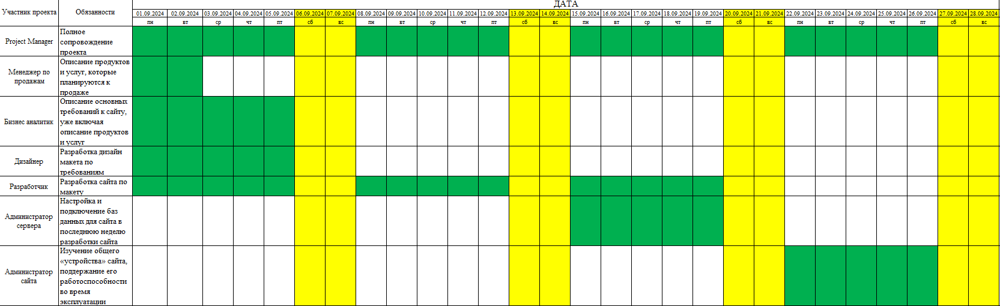 ДАТА
Участник проекта Обязанности
01.09.2024 02.09.2024 03.09.2024 04.09.2024 05.09.2024 06.09.2024 07.09.2024 08.09.2024 09.09.2024 10.09.2024 11.09.2024 12.09.2024 13.09.2024 14.09.2024 15.09.2024 16.09.2024 17.09.2024 18.09.2024 19.09.2024 20.09.2024 21.09.2024 22.09.2024 23.09.2024 24.09.2024 25.09.2024 26.09.2024 27.09.2024 28.09.2024
пн вт ср чт пт сб вс пн вт ср чт пт сб вс пн вт ср чт пт сб вс пн вт ср чт пт сб вс
Project Manager
Полное
сопровождение
проекта
Менеджер по
продажам
Описание продуктов
и услуг, которые
планируются к
продаже
Бизнес аналитик
Описание основных
требований к сайту,
уже включая
описание продуктов
и услуг
Дизайнер
Разработка дизайн
макета по
требованиям
Разработчик
Разработка сайта по
макету
Администратор
сервера
Настройка и
подключение баз
данных для сайта в
последнюю неделю
разработки сайта
Администратор
сайта
Изучение общего
«устройства» сайта,
поддержание его
работоспособности
во время
эксплуатации